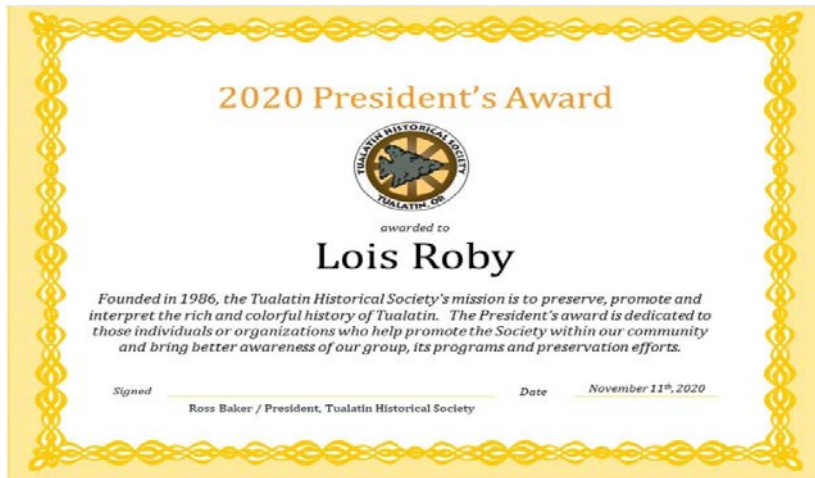 2020 President's Award
TUALATIN HISTORICAL SOCIETY
TUALATIN, OR
awarded to
Lois Roby
Founded in 1986, the Tualatin Historical Society's mission is to preserve, promote and
interpret the rich and colorful history of Tualatin. The President's award is dedicated to
those individuals or organizations who help promote the Society within our community
and bring better awareness of our group, its programs and preservation efforts.
Signed Date November 11th, 2020
Ross Baker / President, Tualatin Historical Society